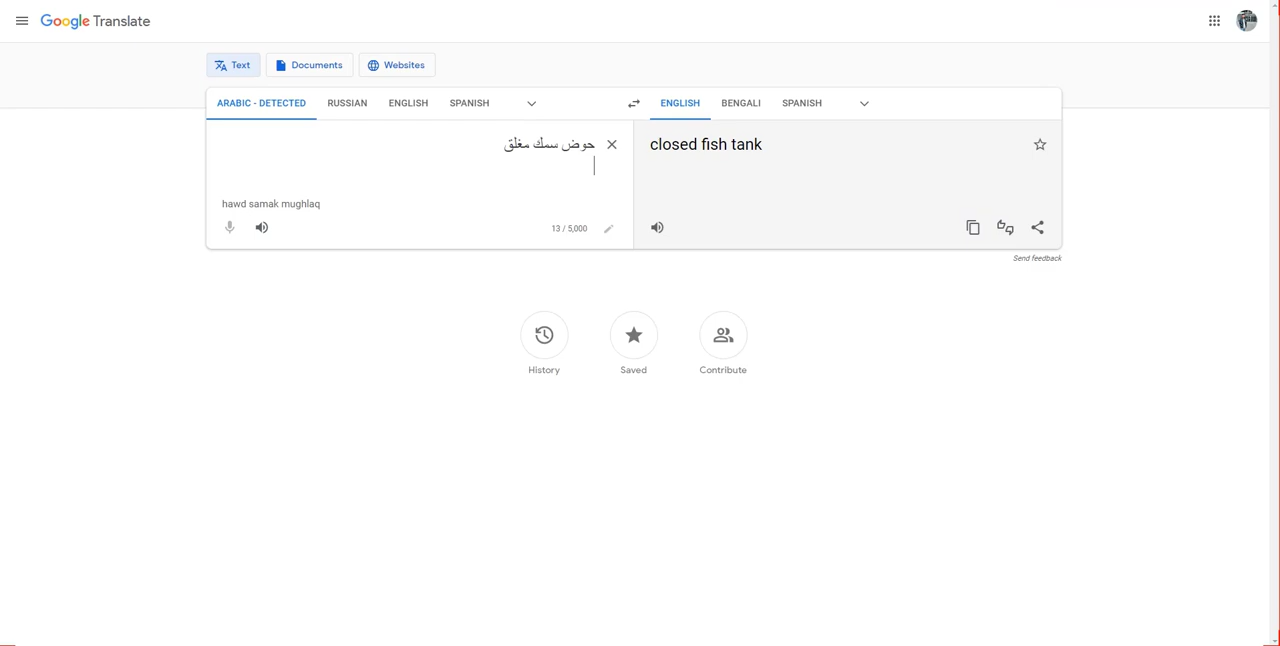 Google Translate
Text
Documents
Websites
ARABIC - DETECTED
RUSSIAN
ENGLISH
SPANISH
ENGLISH
BENGALI
SPANISH
حوض سمك مغلق
closed fish tank
hawd samak mughlaq
13 / 5,000
Send feedback
History
Saved
Contribute